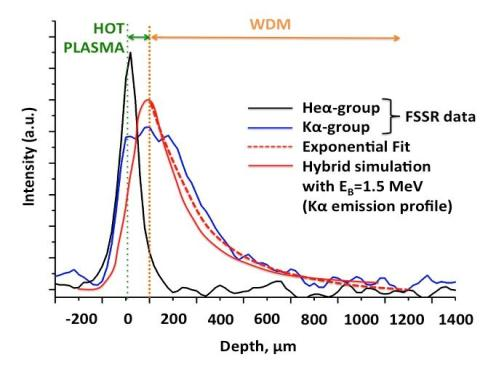 HOT
PLASMA
WDM
Heα-group
Kα-group
FSSR data
Exponential Fit
Hybrid simulation
with E_B=1.5 MeV
(Kα emission profile)
Intensity (a.u.)
-200 0 200 400 600 800 1000 1200 1400
Depth, μm